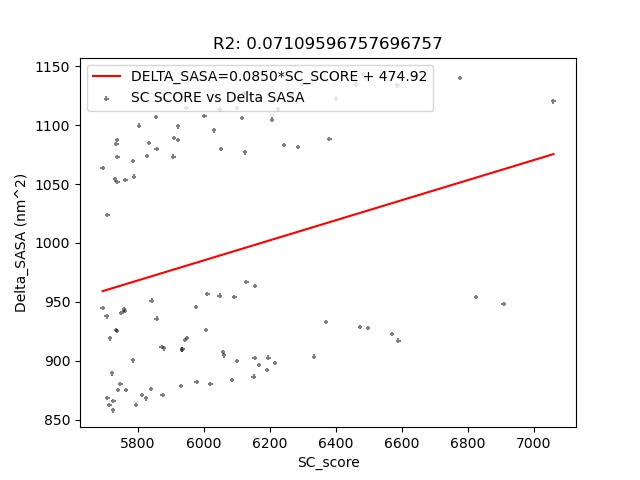 R2: 0.07109596757696757
DELTA_SASA=0.0850*SC_SCORE + 474.92
SC SCORE vs Delta SASA
Delta_SASA (nm^2)
1150
1100
1050
1000
950
900
850
5800 6000 6200 6400 6600 6800 7000
SC_score